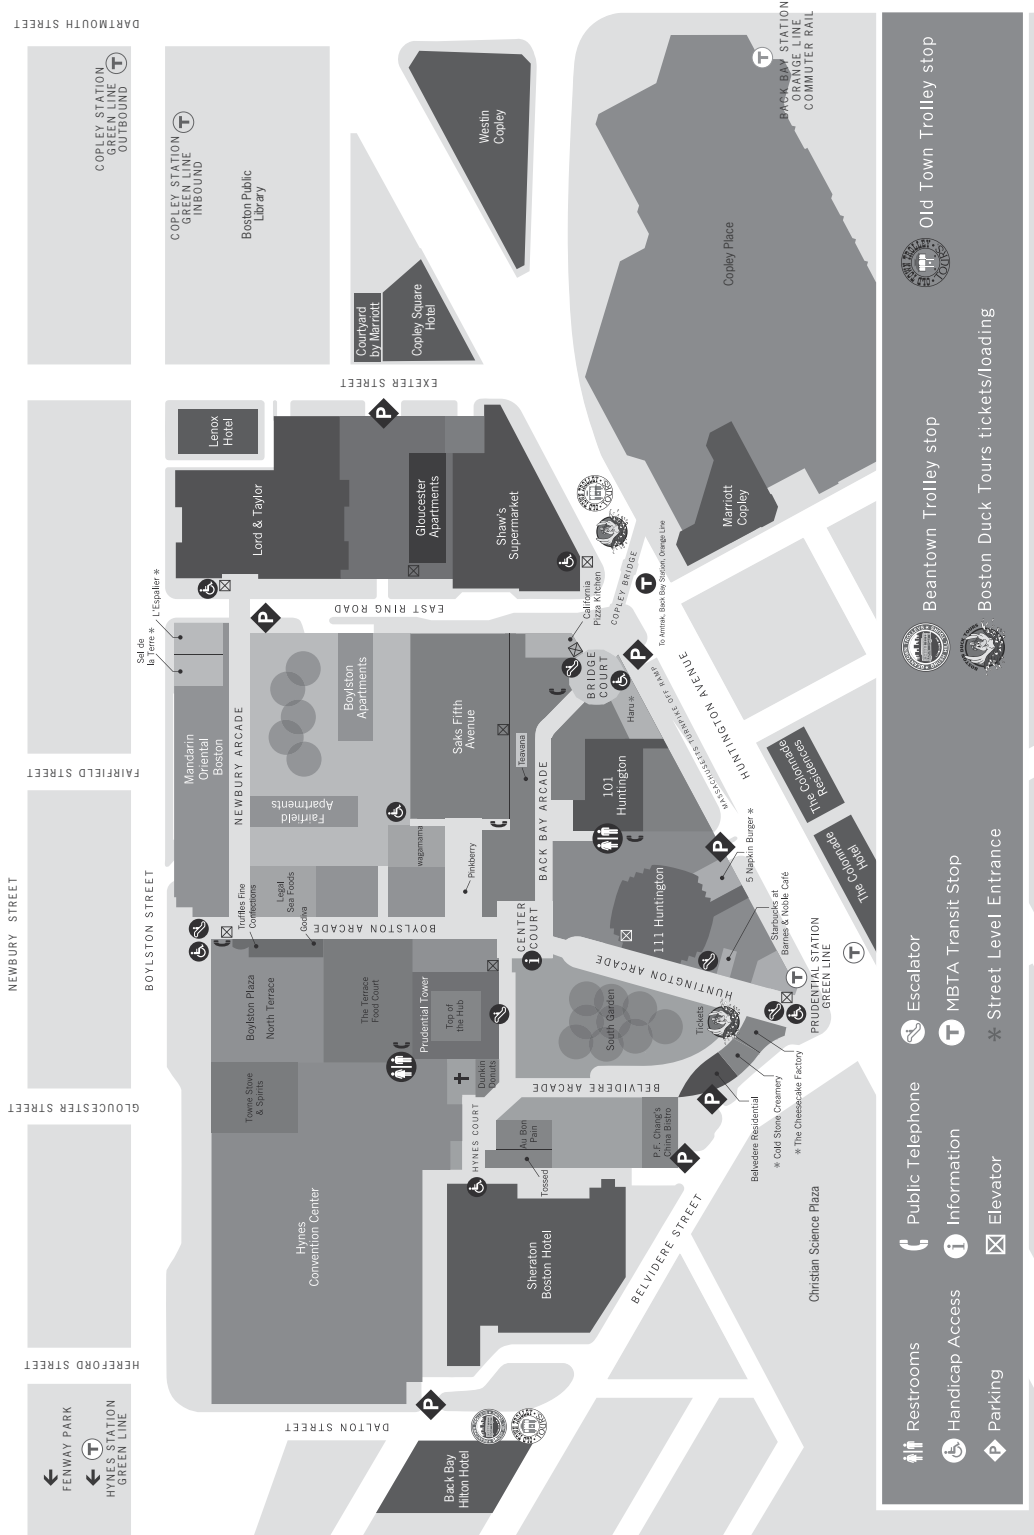 NEWBURY STREET
BOYLSTON STREET
DARTMOUTH STREET
EXETER STREET
FAIRFIELD STREET
GLOUCESTER STREET
HEREFORD STREET
DALTON STREET
BELVIDERE STREET
HUNTINGTON AVENUE
EAST RING ROAD
MASSACHUSETTS TURNPIKE OFF RAMP
FENWAY PARK
HYNES STATION
GREEN LINE
T
COPLEY STATION
GREEN LINE
OUTBOUND
T
COPLEY STATION
GREEN LINE
INBOUND
T
Boston Public
Library
BACK BAY STATION
ORANGE LINE
COMMUTER RAIL
T
Westin
Copley
Courtyard
by Marriott
Copley Square
Hotel
Copley Place
Marriott
Copley
Lenox
Hotel
Lord & Taylor
Gloucester
Apartments
Shaw's
Supermarket
P
L'Espalier *
Sel de
la Terre *
P
Mandarin
Oriental
Boston
NEWBURY ARCADE
Boylston
Apartments
Fairfield
Apartments
Saks Fifth
Avenue
Teavana
California
Pizza Kitchen
COPLEY BRIDGE
T
To Amtrak, Back Bay Station, Orange Line
BRIDGE
COURT
P
Haru *
101
Huntington
BACK BAY ARCADE
wagamama
Pinkberry
Legal
Sea Foods
Truffles Fine
Confections
Godiva
BOYLSTON ARCADE
CENTER
COURT
i
111 Huntington
P
5 Napkin Burger *
Starbucks at
Barnes & Noble Café
HUNTINGTON ARCADE
The Colonnade
Residences
The Colonnade
Hotel
T
T
PRUDENTIAL STATION
GREEN LINE
Boylston Plaza
North Terrace
The Terrace
Food Court
Prudential Tower
Top of
the Hub
South Garden
Tickets
Towne Stove
& Spirits
Dunkin
Donuts
BELVIDERE ARCADE
HYNES COURT
Au Bon
Pain
Tossed
P.F. Chang's
China Bistro
P
P
Belvedere Residential
* Cold Stone Creamery
* The Cheesecake Factory
Hynes
Convention Center
Sheraton
Boston Hotel
Christian Science Plaza
P
Back Bay
Hilton Hotel
Restrooms
Handicap Access
P Parking
Public Telephone
i Information
Elevator
Escalator
T MBTA Transit Stop
* Street Level Entrance
Beantown Trolley stop
Boston Duck Tours tickets/loading
Old Town Trolley stop